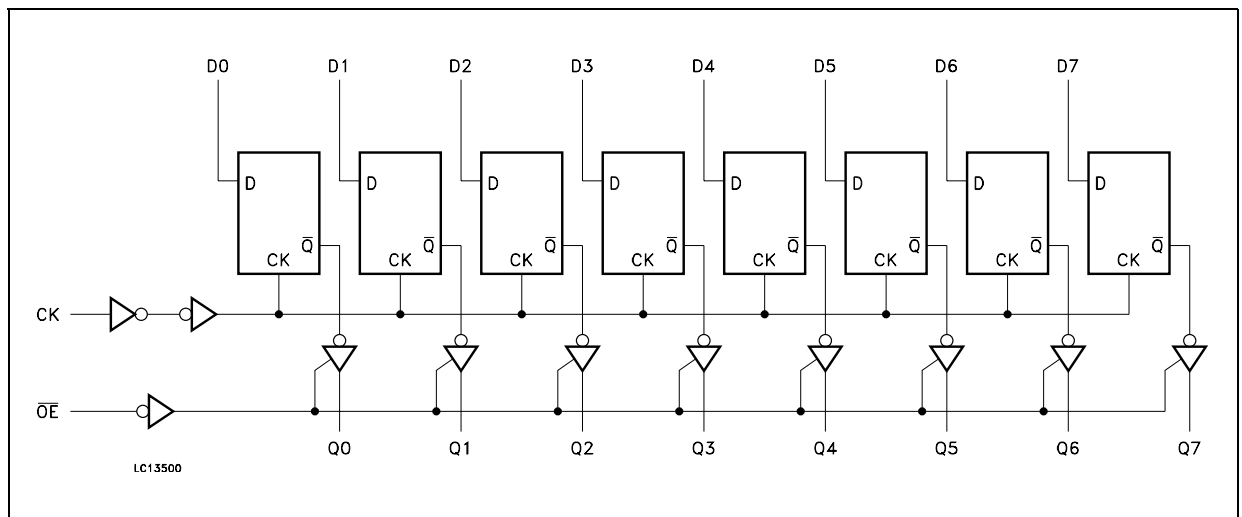 D0 D1 D2 D3 D4 D5 D6 D7
D D D D D D D D
Q̅ Q̅ Q̅ Q̅ Q̅ Q̅ Q̅ Q̅
CK CK CK CK CK CK CK CK
CK
O̅E̅
Q0 Q1 Q2 Q3 Q4 Q5 Q6 Q7
LC13500